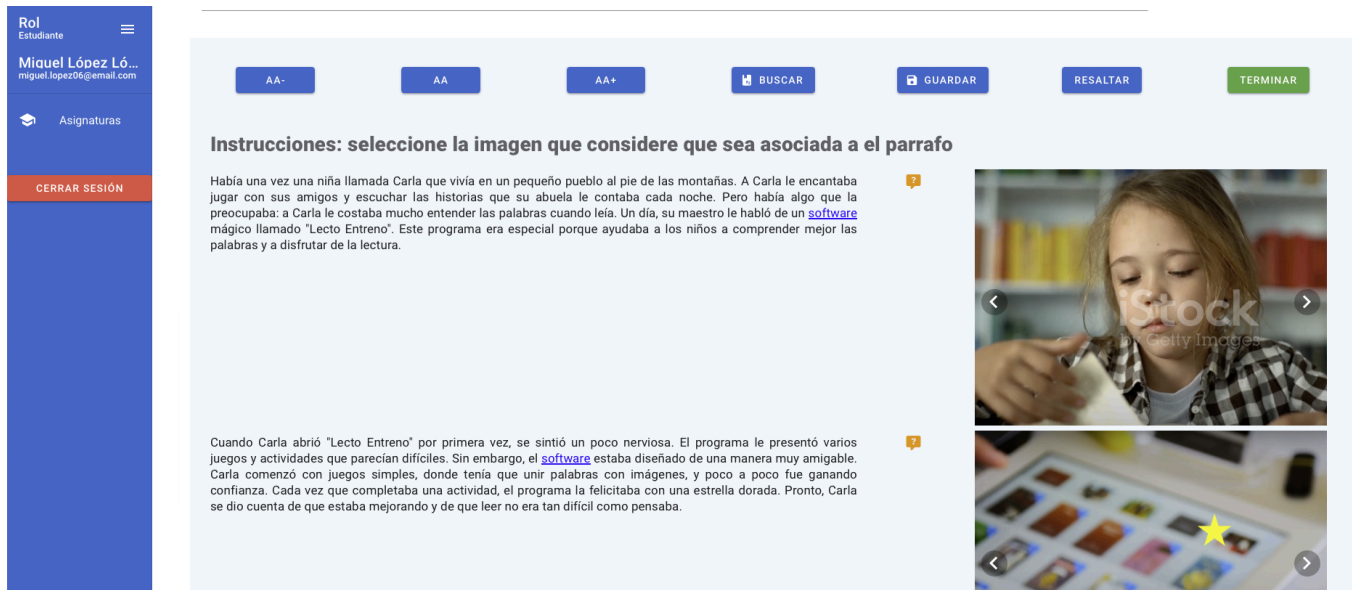 Rol
Estudiante
Miguel López Ló...
miguel.lopez06@email.com
Asignaturas
CERRAR SESIÓN
AA-
AA
AA+
BUSCAR
GUARDAR
RESALTAR
TERMINAR
Instrucciones: seleccione la imagen que considere que sea asociada a el parrafo
Había una vez una niña llamada Carla que vivía en un pequeño pueblo al pie de las montañas. A Carla le encantaba
jugar con sus amigos y escuchar las historias que su abuela le contaba cada noche. Pero había algo que la
preocupaba: a Carla le costaba mucho entender las palabras cuando leía. Un día, su maestro le habló de un software
mágico llamado "Lecto Entreno". Este programa era especial porque ayudaba a los niños a comprender mejor las
palabras y a disfrutar de la lectura.
?
iStock
by Getty Images
Cuando Carla abrió "Lecto Entreno" por primera vez, se sintió un poco nerviosa. El programa le presentó varios
juegos y actividades que parecían difíciles. Sin embargo, el software estaba diseñado de una manera muy amigable.
Carla comenzó con juegos simples, donde tenía que unir palabras con imágenes, y poco a poco fue ganando
confianza. Cada vez que completaba una actividad, el programa la felicitaba con una estrella dorada. Pronto, Carla
se dio cuenta de que estaba mejorando y de que leer no era tan difícil como pensaba.
?